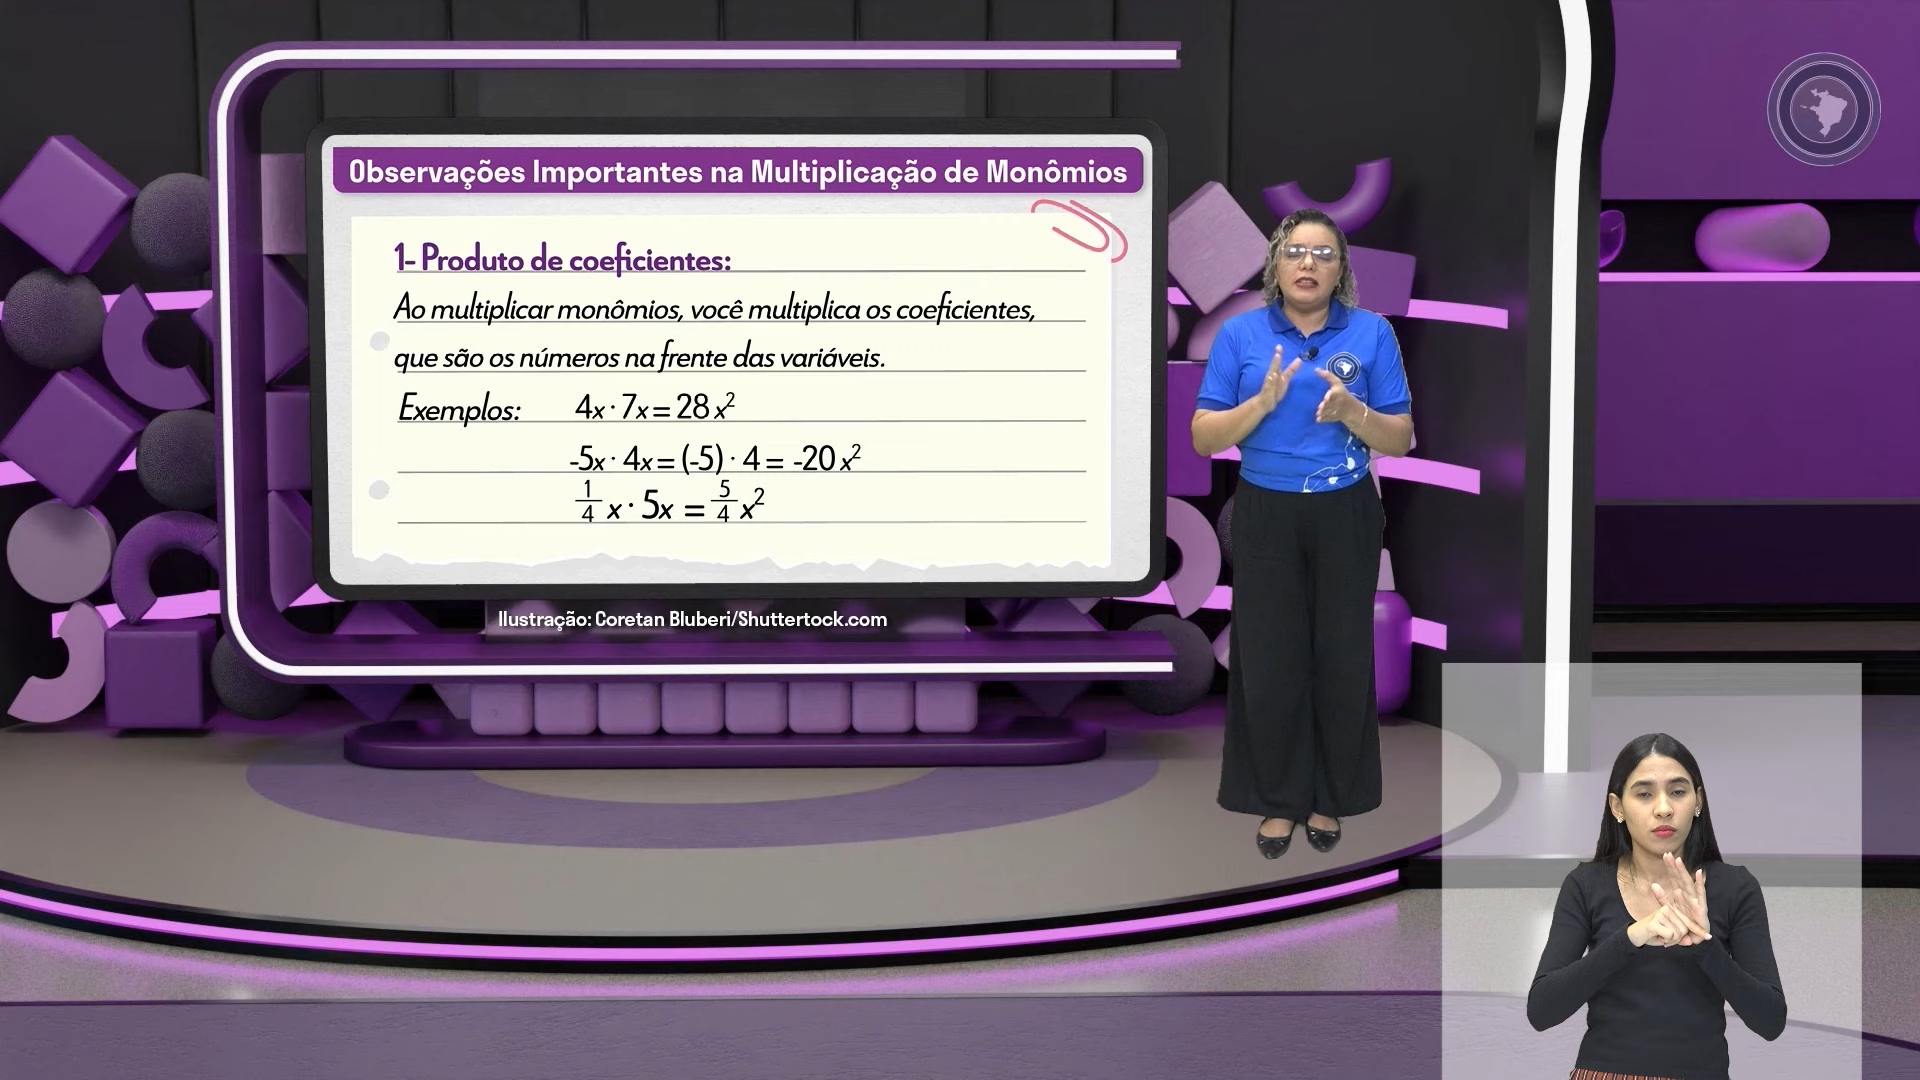 Observações Importantes na Multiplicação de Monômios
1- Produto de coeficientes:
Ao multiplicar monômios, você multiplica os coeficientes,
que são os números na frente das variáveis.
Exemplos: 4x · 7x = 28x²
-5x · 4x = (-5) · 4 = -20x²
1/4 x · 5x = 5/4 x²
Ilustração: Coretan Bluberi/Shuttertock.com